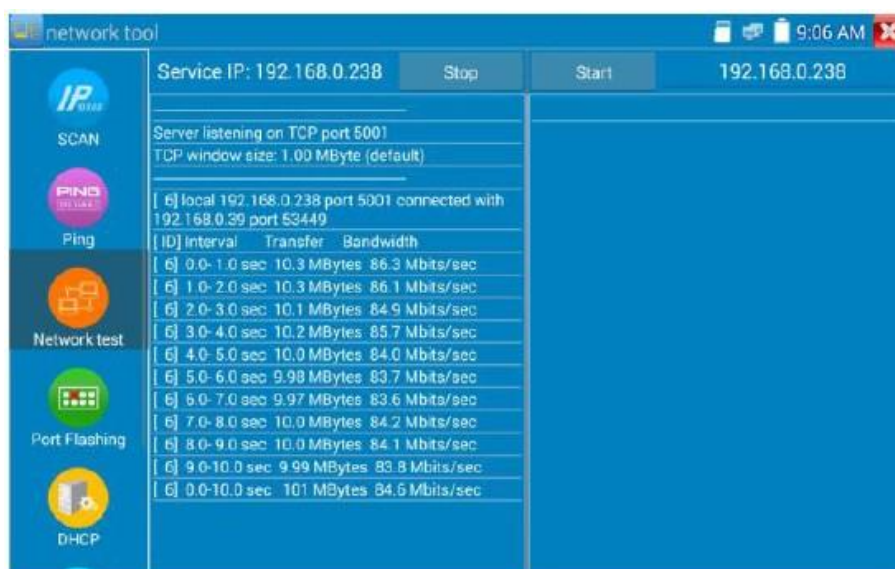 network tool
9:06 AM
Service IP: 192.168.0.238
Stop
Start
192.168.0.238
IP
SCAN
PING
Ping
Network test
Port Flashing
DHCP
Server listening on TCP port 5001
TCP window size: 1.00 MByte (default)
[ 6] local 192.168.0.238 port 5001 connected with
192.168.0.39 port 53449
[ ID] Interval Transfer Bandwidth
[ 6] 0.0- 1.0 sec 10.3 MBytes 86.3 Mbits/sec
[ 6] 1.0- 2.0 sec 10.3 MBytes 86.1 Mbits/sec
[ 6] 2.0- 3.0 sec 10.1 MBytes 84.9 Mbits/sec
[ 6] 3.0- 4.0 sec 10.2 MBytes 85.7 Mbits/sec
[ 6] 4.0- 5.0 sec 10.0 MBytes 84.0 Mbits/sec
[ 6] 5.0- 6.0 sec 9.98 MBytes 83.7 Mbits/sec
[ 6] 6.0- 7.0 sec 9.97 MBytes 83.6 Mbits/sec
[ 6] 7.0- 8.0 sec 10.0 MBytes 84.2 Mbits/sec
[ 6] 8.0- 9.0 sec 10.0 MBytes 84.1 Mbits/sec
[ 6] 9.0-10.0 sec 9.99 MBytes 83.8 Mbits/sec
[ 6] 0.0-10.0 sec 101 MBytes 84.6 Mbits/sec